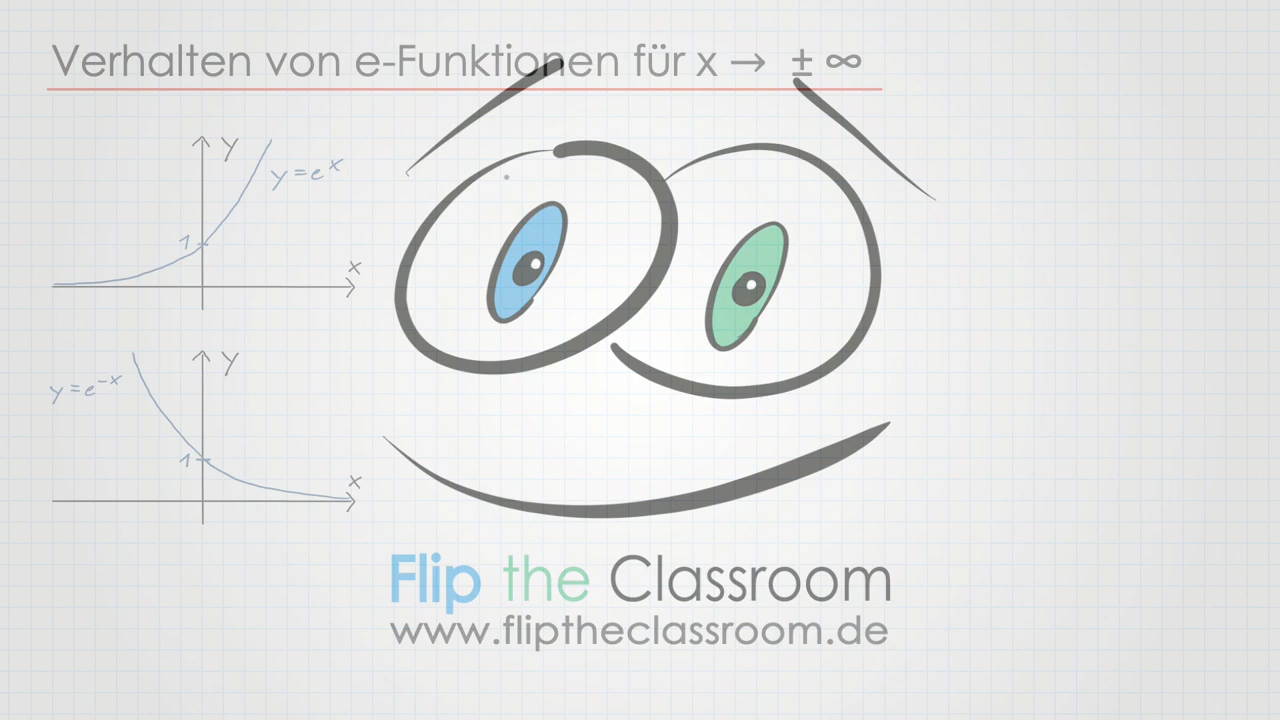 Verhalten von e-Funktionen für x → ± ∞
y
y = e^x
1
x
y
y = e^-x
1
x
Flip the Classroom
www.fliptheclassroom.de